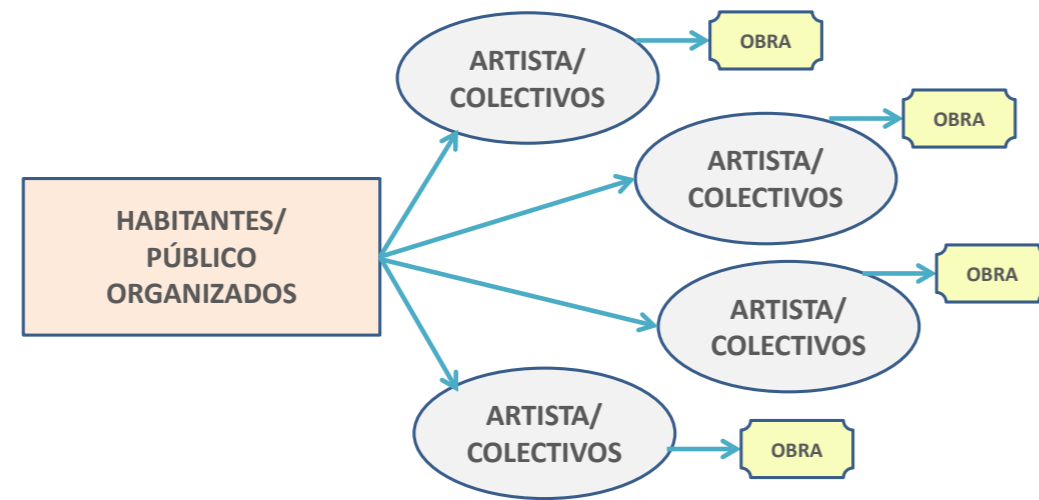 ARTISTA/
COLECTIVOS
OBRA
ARTISTA/
COLECTIVOS
OBRA
HABITANTES/
PÚBLICO
ORGANIZADOS
ARTISTA/
COLECTIVOS
OBRA
ARTISTA/
COLECTIVOS
OBRA